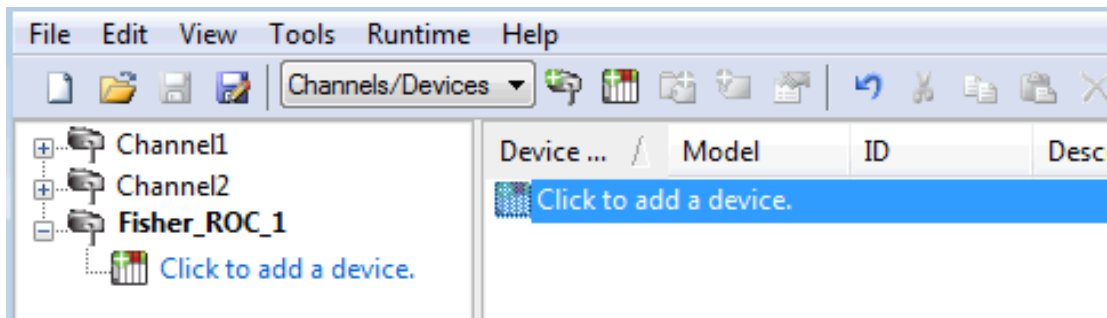 File Edit View Tools Runtime Help
Channels/Devices
Channel1
Channel2
Fisher_ROC_1
Click to add a device.
Device ... Model ID Desc
Click to add a device.